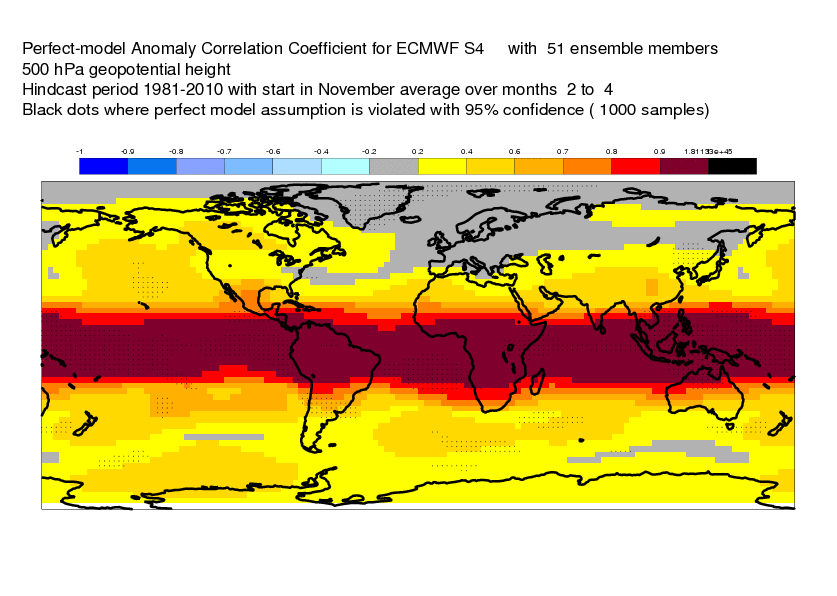 Perfect-model Anomaly Correlation Coefficient for ECMWF S4 with 51 ensemble members
500 hPa geopotential height
Hindcast period 1981-2010 with start in November average over months 2 to 4
Black dots where perfect model assumption is violated with 95% confidence ( 1000 samples)
-1 -0.9 -0.8 -0.7 -0.6 -0.4 -0.2 0.2 0.4 0.6 0.7 0.8 0.9